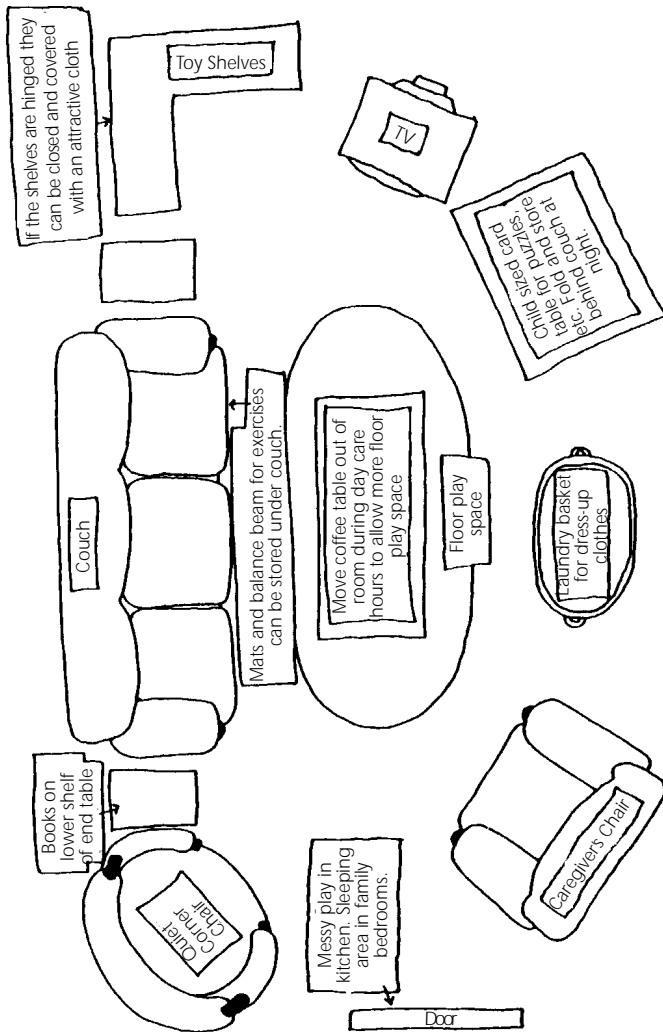 Books on
lower shelf
of end table
Couch
If the shelves are hinged they
can be closed and covered
with an attractive cloth
Toy Shelves
Quiet
Corner
Chair
Mats and balance beam for exercises
can be stored under couch.
Move coffee table out of
room during day care
hours to allow more floor
play space
Floor play
space
TV
Messy play in
kitchen. Sleeping
area in family
bedrooms.
Door
Caregivers Chair
Laundry basket
for dress-up
clothes
Child sized card
table for puzzles,
etc. Fold and store
behind couch at
night.